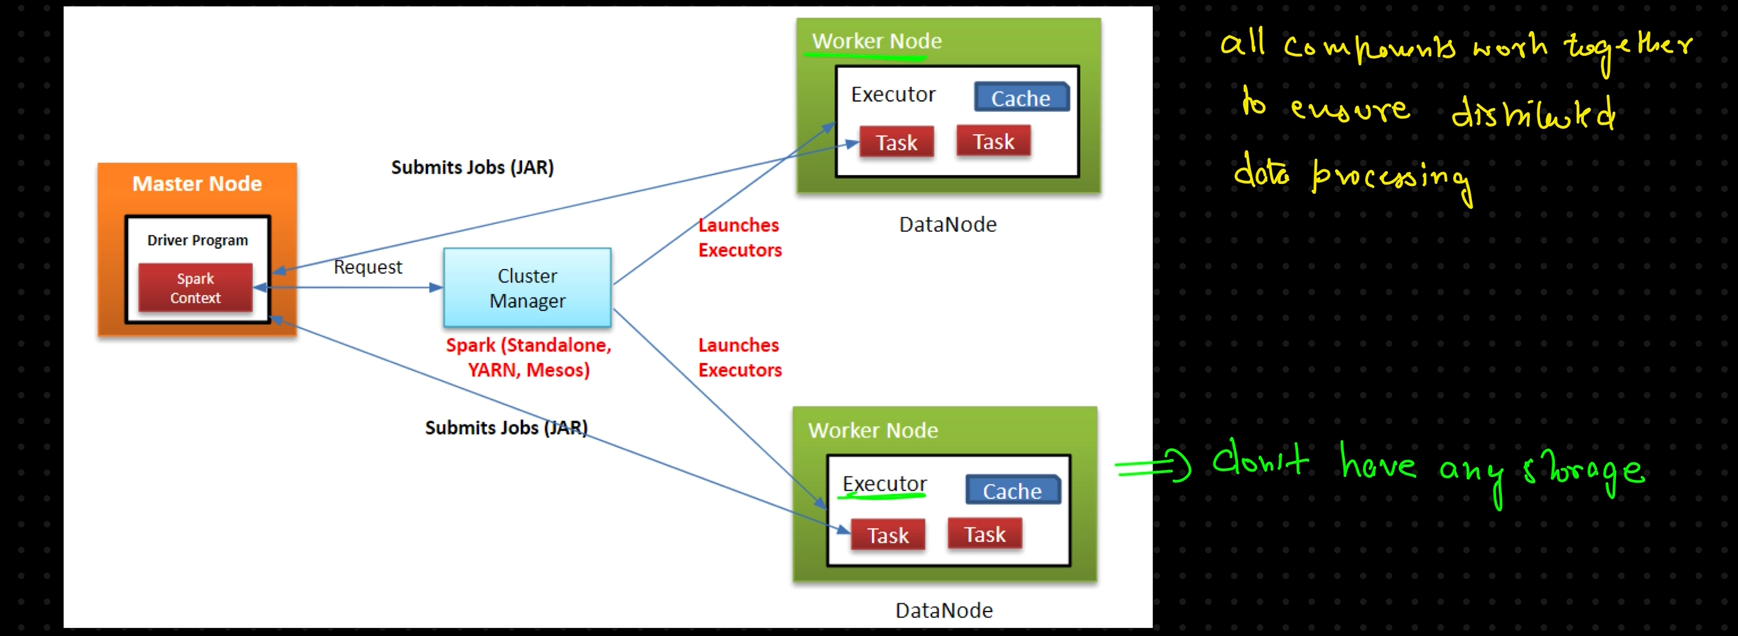 Worker Node
Executor
Cache
Task
Task
DataNode
Submits Jobs (JAR)
Master Node
Driver Program
Spark
Context
Request
Cluster
Manager
Spark (Standalone,
YARN, Mesos)
Launches
Executors
Launches
Executors
Submits Jobs (JAR)
Worker Node
Executor
Cache
Task
Task
DataNode
all components work together
to ensure distributed
data processing
=> don't have any storage